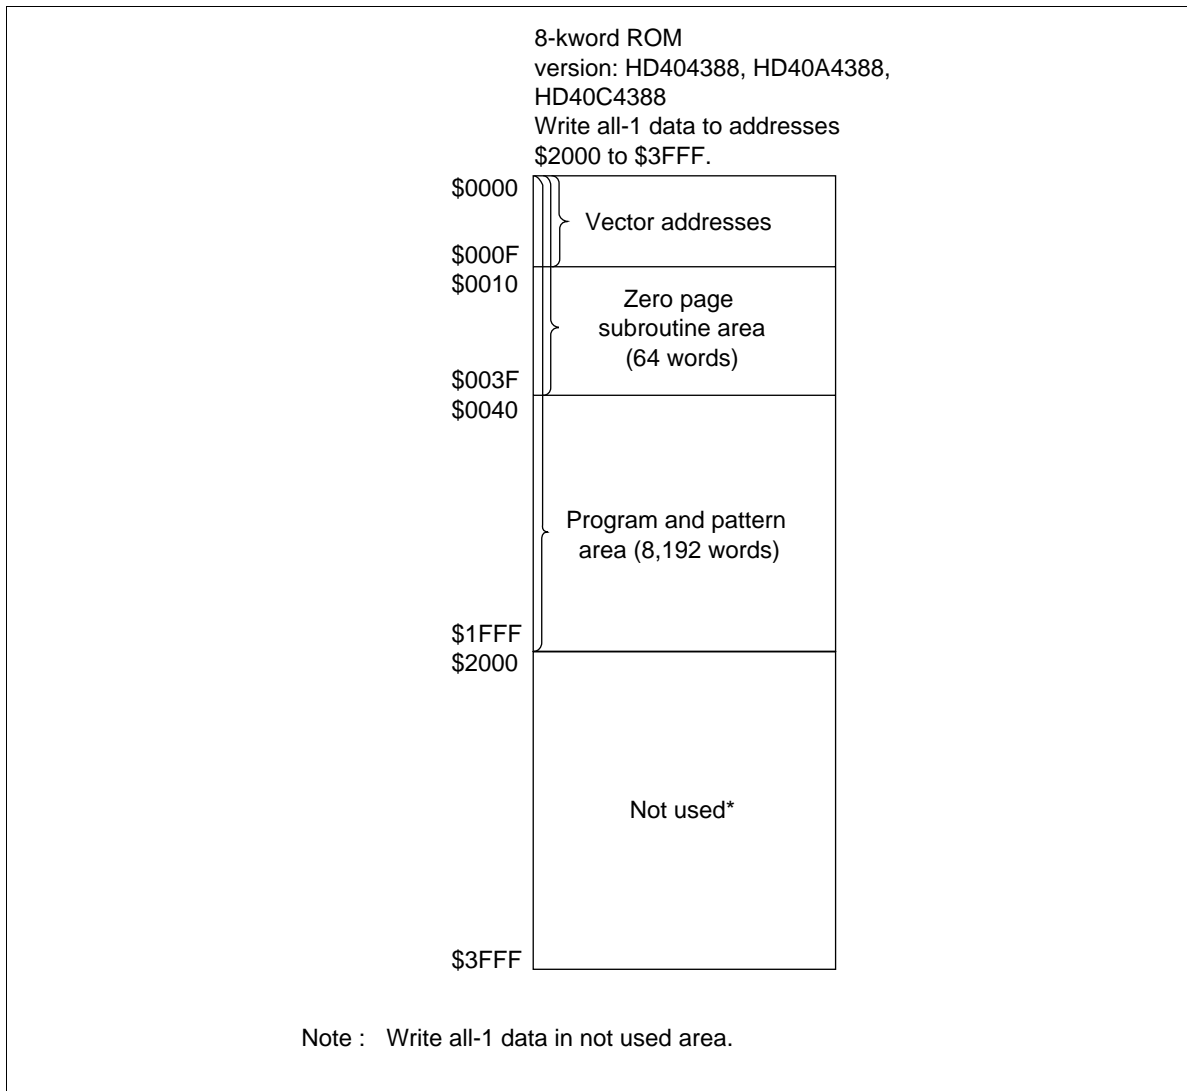 8-kword ROM
version: HD404388, HD40A4388,
HD40C4388
Write all-1 data to addresses
$2000 to $3FFF.
$0000
Vector addresses
$000F
$0010
Zero page
subroutine area
(64 words)
$003F
$0040
Program and pattern
area (8,192 words)
$1FFF
$2000
Not used*
$3FFF
Note : Write all-1 data in not used area.